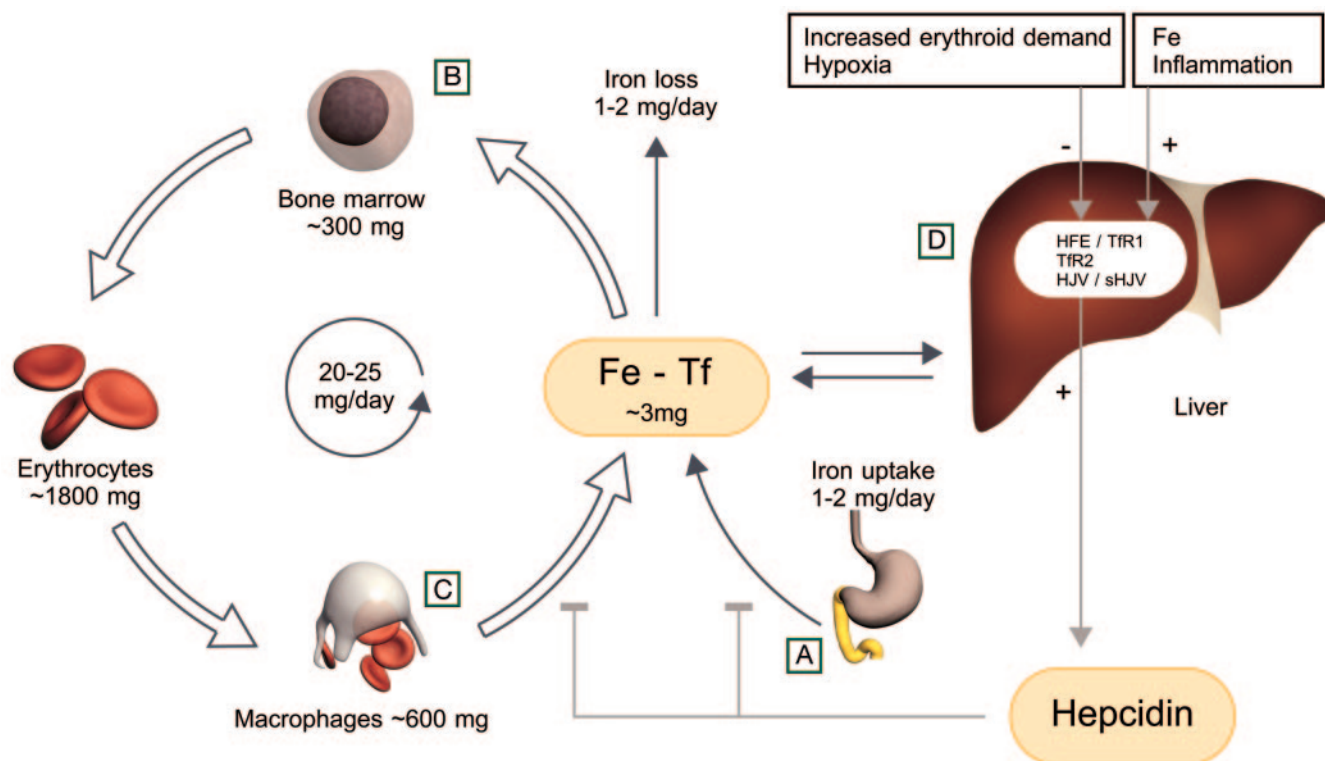 Increased erythroid demand
Hypoxia
Fe
Inflammation
B
Iron loss
1-2 mg/day
- +
Bone marrow
~300 mg
D
HFE / TfR1
TfR2
HJV / sHJV
20-25
mg/day
Fe - Tf
~3mg
+
Liver
Erythrocytes
~1800 mg
Iron uptake
1-2 mg/day
C
A
Macrophages ~600 mg
Hepcidin